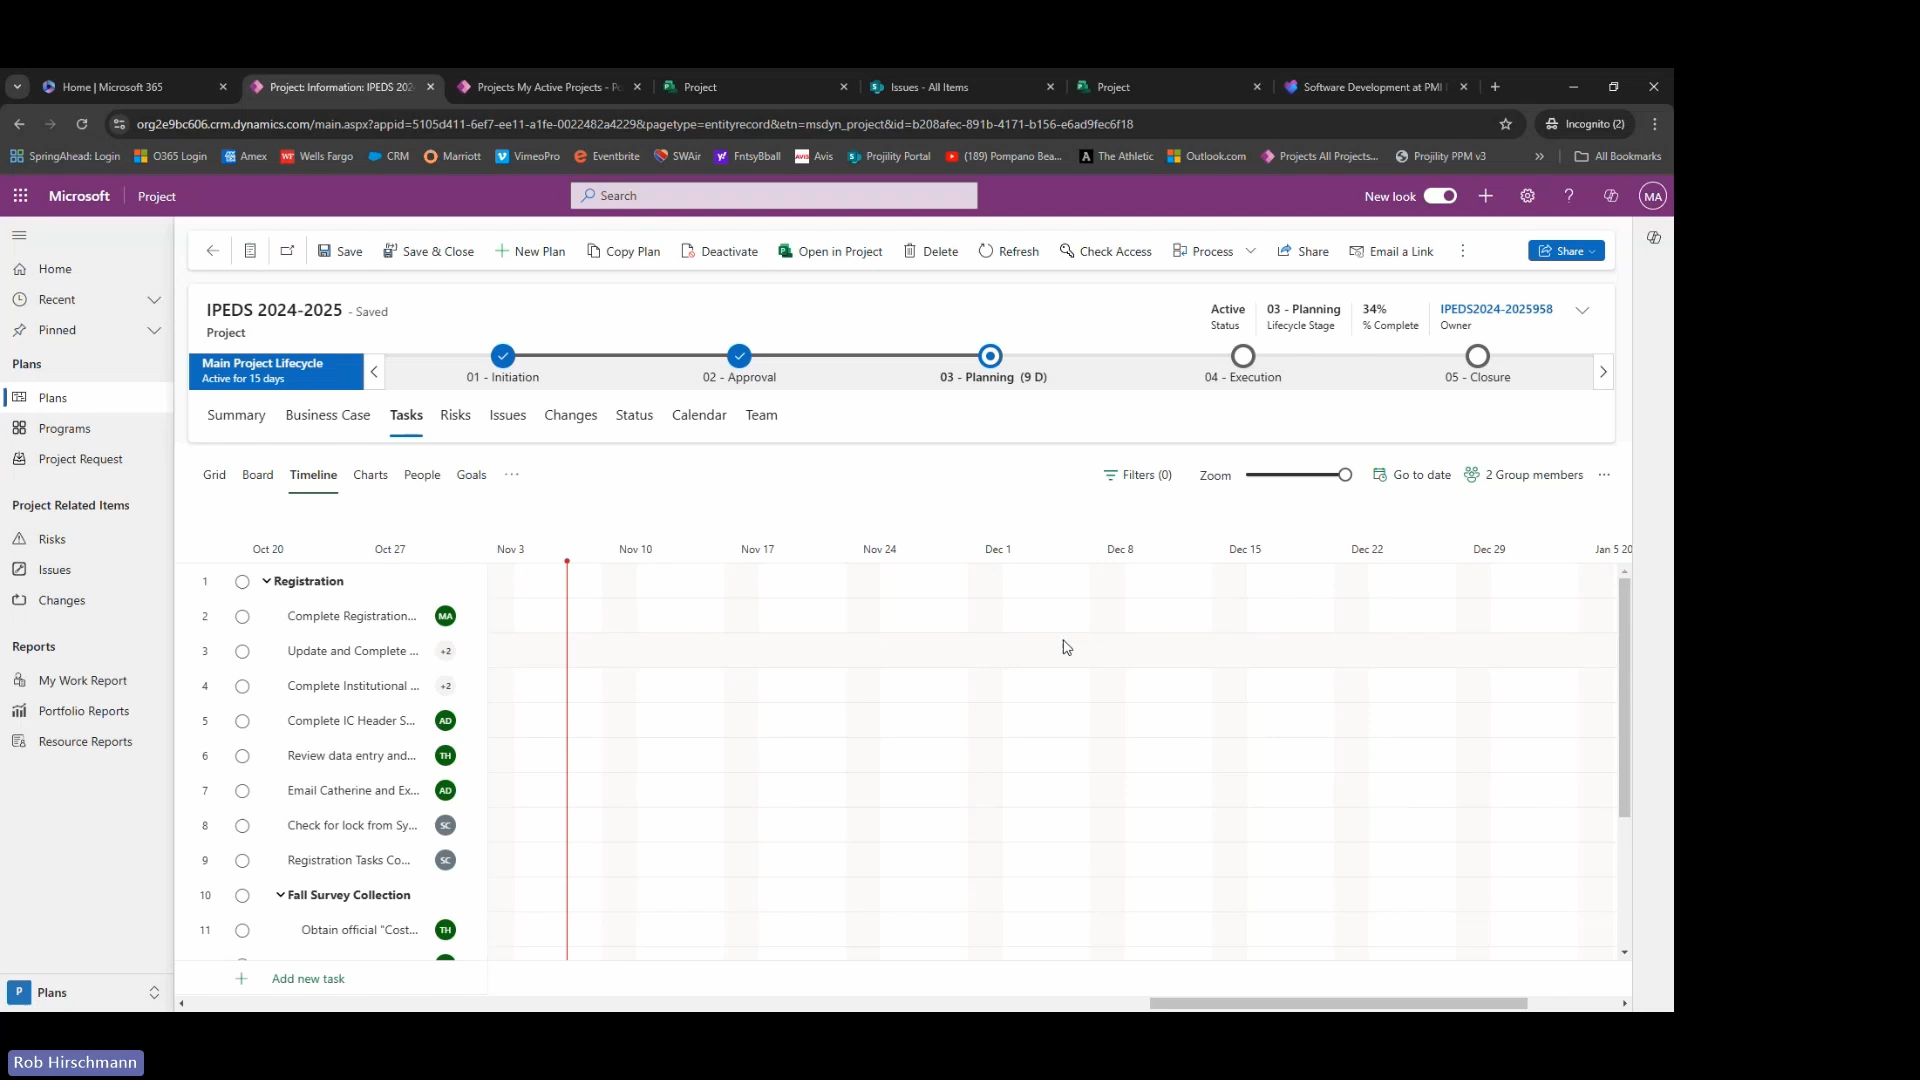 Home | Microsoft 365
Project: Information: IPEDS 202
Projects My Active Projects - Po
Project
Issues - All Items
Project
Software Development at PMI
org2e9bc606.crm.dynamics.com/main.aspx?appid=5105d411-6ef7-ee11-a1fe-0022482a4229&pagetype=entityrecord&etn=msdyn_project&id=b208afec-891b-4171-b156-e6ad9fec6f18
Incognito (2)
SpringAhead: Login
O365 Login
Amex
Wells Fargo
CRM
Marriott
VimeoPro
Eventbrite
SWAir
FntsyBball
Avis
Projility Portal
(189) Pompano Bea...
The Athletic
Outlook.com
Projects All Projects...
Projility PPM v3
All Bookmarks
Microsoft
Project
Search
New look
MA
Home
Recent
Pinned
Plans
Plans
Programs
Project Request
Project Related Items
Risks
Issues
Changes
Reports
My Work Report
Portfolio Reports
Resource Reports
P
Plans
Save
Save & Close
New Plan
Copy Plan
Deactivate
Open in Project
Delete
Refresh
Check Access
Process
Share
Email a Link
Share
IPEDS 2024-2025 - Saved
Project
Active
Status
03 - Planning
Lifecycle Stage
34%
% Complete
IPEDS2024-2025958
Owner
Main Project Lifecycle
Active for 15 days
01 - Initiation
02 - Approval
03 - Planning (9 D)
04 - Execution
05 - Closure
Summary
Business Case
Tasks
Risks
Issues
Changes
Status
Calendar
Team
Grid
Board
Timeline
Charts
People
Goals
Filters (0)
Zoom
Go to date
2 Group members
Oct 20
Oct 27
Nov 3
Nov 10
Nov 17
Nov 24
Dec 1
Dec 8
Dec 15
Dec 22
Dec 29
Jan 5 20
1 Registration
2 Complete Registration... MA
3 Update and Complete ... +2
4 Complete Institutional ... +2
5 Complete IC Header S... AD
6 Review data entry and... TH
7 Email Catherine and Ex... AD
8 Check for lock from Sy... SC
9 Registration Tasks Co... SC
10 Fall Survey Collection
11 Obtain official "Cost... TH
Add new task
Rob Hirschmann